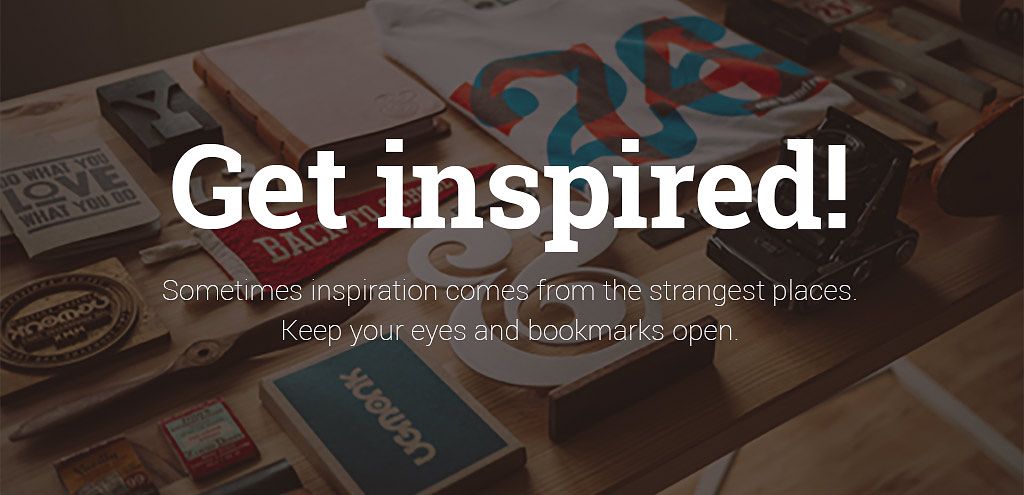 Get inspired!
Sometimes inspiration comes from the strangest places.
Keep your eyes and bookmarks open.
DO WHAT YOU
LOVE
WHAT YOU DO
BACK TO SCHOOL
UGMONK
Y